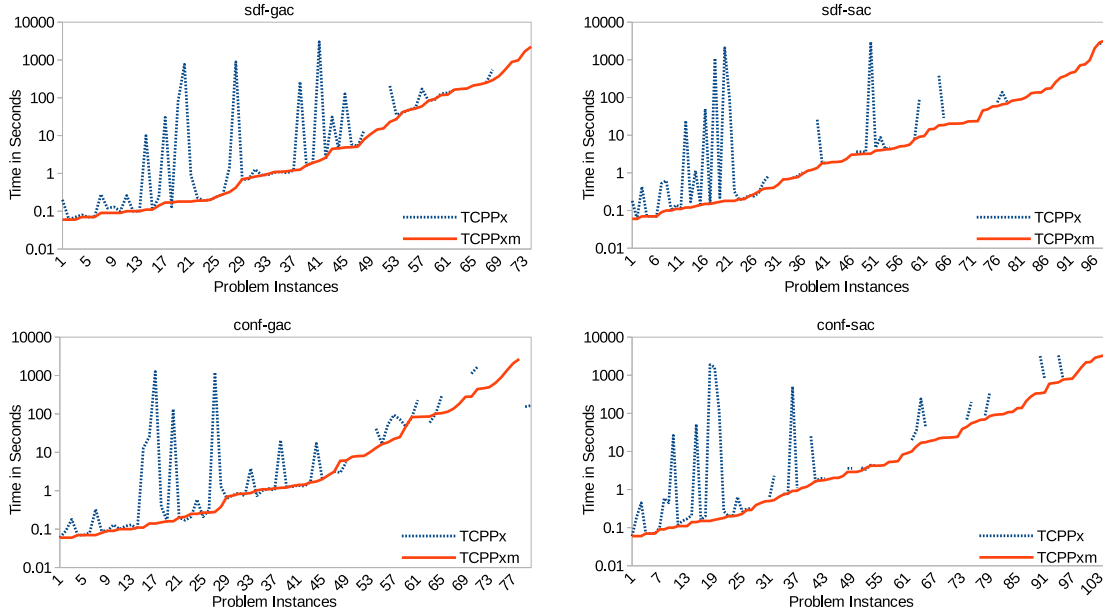 sdf-gac
10000
1000
100
10
1
0.1
0.01
Time in Seconds
TCPPx
TCPPxm
1 5 9 13 17 21 25 29 33 37 41 45 49 53 57 61 65 69 73
Problem Instances
sdf-sac
10000
1000
100
10
1
0.1
0.01
Time in Seconds
TCPPx
TCPPxm
1 6 11 16 21 26 31 36 41 46 51 56 61 66 71 76 81 86 91 96
Problem Instances
conf-gac
10000
1000
100
10
1
0.1
0.01
Time in Seconds
TCPPx
TCPPxm
1 5 9 13 17 21 25 29 33 37 41 45 49 53 57 61 65 69 73 77
Problem Instances
conf-sac
10000
1000
100
10
1
0.1
0.01
Time in Seconds
TCPPx
TCPPxm
1 7 13 19 25 31 37 43 49 55 61 67 73 79 85 91 97 103
Problem Instances